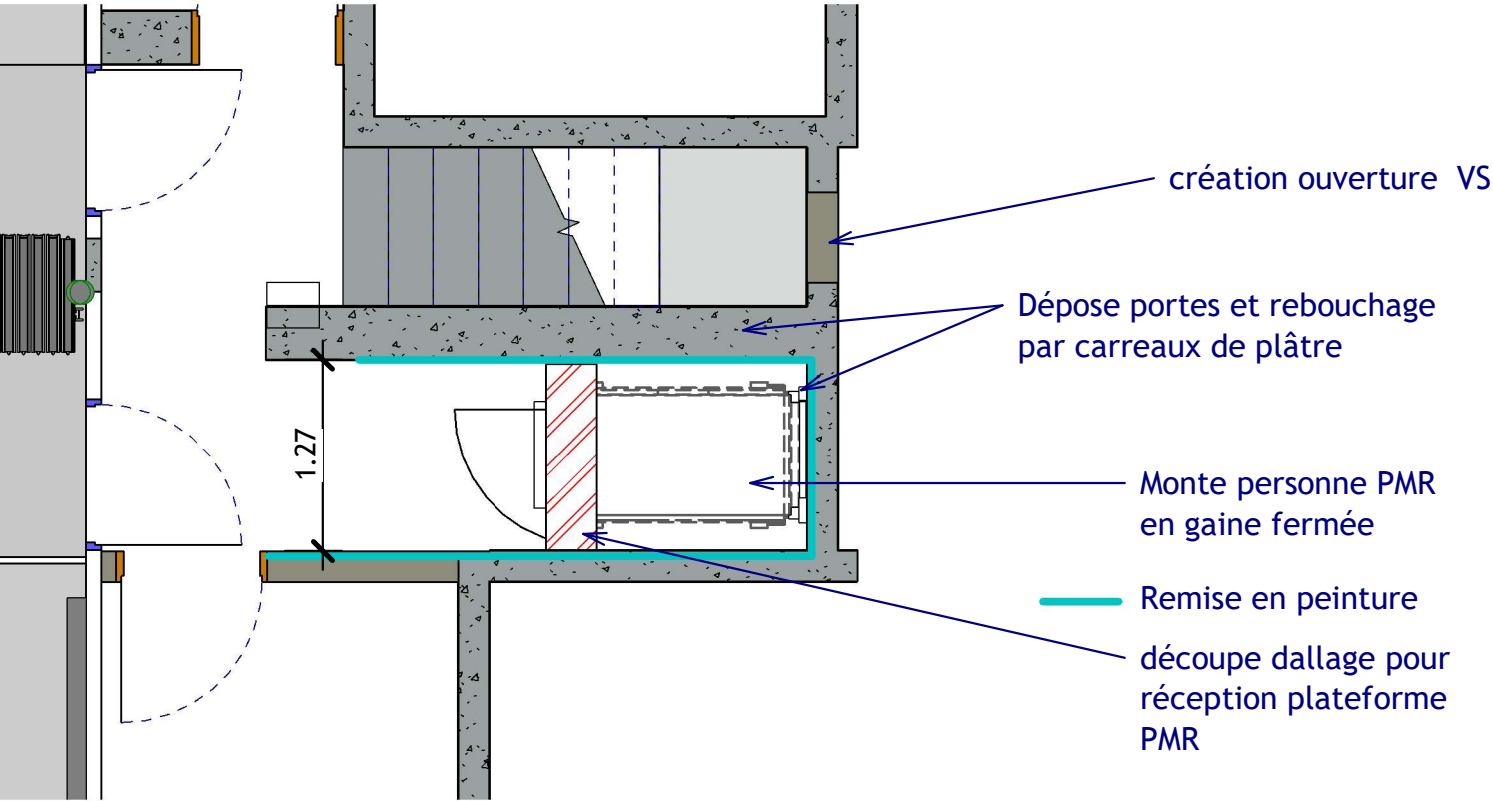 création ouverture VS
Dépose portes et rebouchage
par carreaux de plâtre
1.27
Monte personne PMR
en gaine fermée
Remise en peinture
découpe dallage pour
réception plateforme
PMR